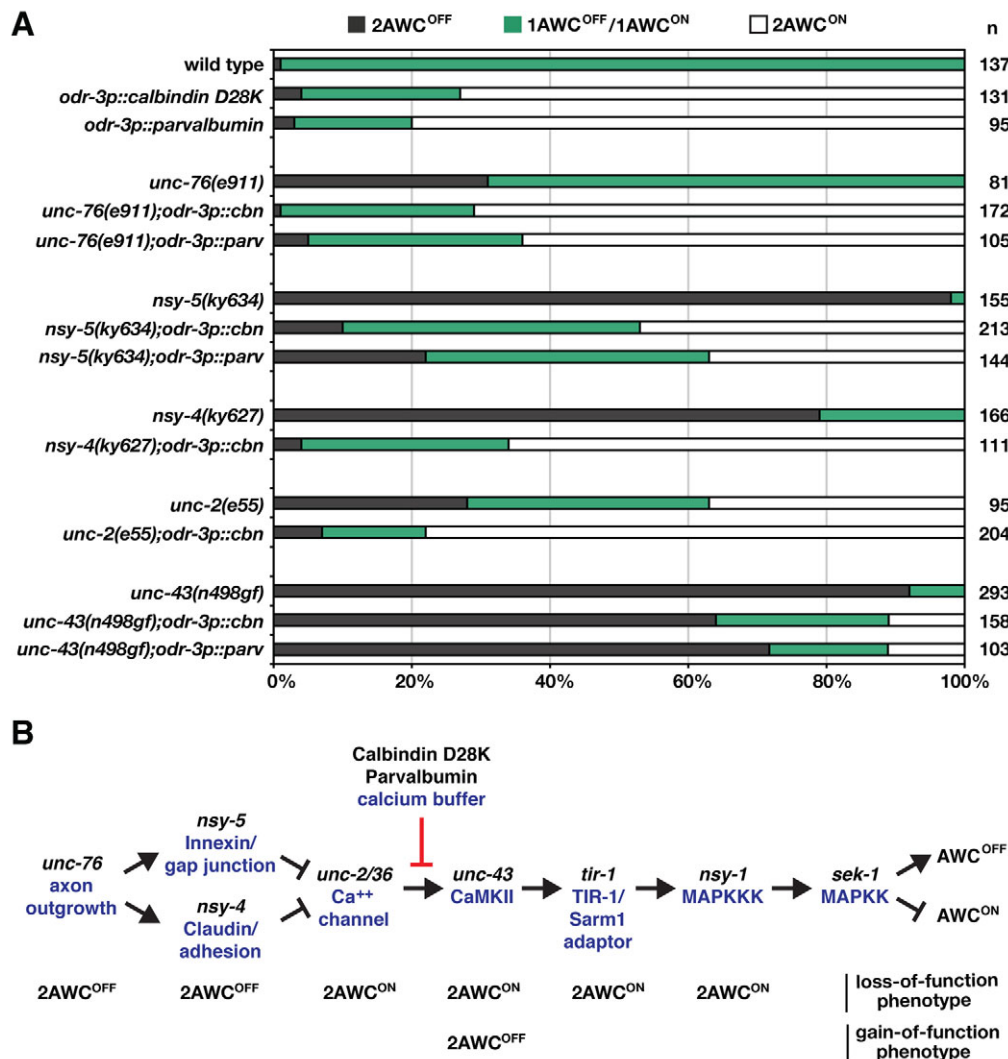 A
2AWC^OFF 1AWC^OFF/1AWC^ON 2AWC^ON n
wild type 137
odr-3p::calbindin D28K 131
odr-3p::parvalbumin 95
unc-76(e911) 81
unc-76(e911);odr-3p::cbn 172
unc-76(e911);odr-3p::parv 105
nsy-5(ky634) 155
nsy-5(ky634);odr-3p::cbn 213
nsy-5(ky634);odr-3p::parv 144
nsy-4(ky627) 166
nsy-4(ky627);odr-3p::cbn 111
unc-2(e55) 95
unc-2(e55);odr-3p::cbn 204
unc-43(n498gf) 293
unc-43(n498gf);odr-3p::cbn 158
unc-43(n498gf);odr-3p::parv 103
0% 20% 40% 60% 80% 100%
B
Calbindin D28K
Parvalbumin
calcium buffer
unc-76
axon
outgrowth
nsy-5
Innexin/
gap junction
nsy-4
Claudin/
adhesion
unc-2/36
Ca++
channel
unc-43
CaMKII
tir-1
TIR-1/
Sarm1
adaptor
nsy-1
MAPKKK
sek-1
MAPKK
AWC^OFF
AWC^ON
2AWC^OFF 2AWC^OFF 2AWC^ON 2AWC^ON 2AWC^ON 2AWC^ON
loss-of-function
phenotype
2AWC^OFF
gain-of-function
phenotype